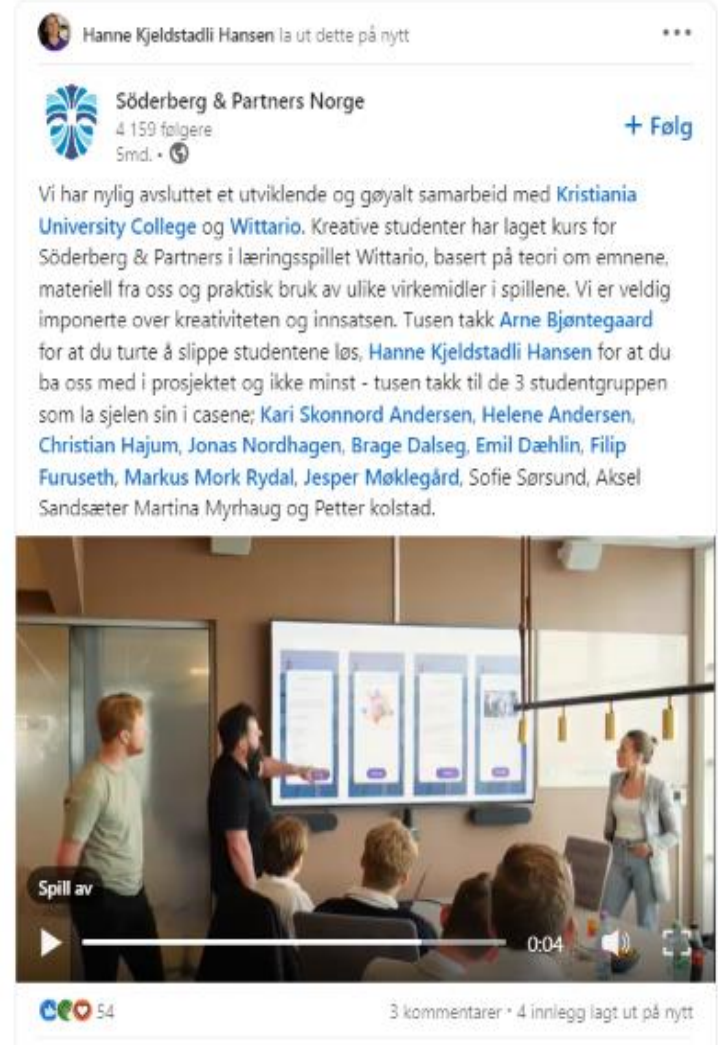 Hanne Kjeldstadli Hansen la ut dette på nytt
Söderberg & Partners Norge
4 159 følgere
5md. •
+ Følg
Vi har nylig avsluttet et utviklende og gøyalt samarbeid med Kristiania
University College og Wittario. Kreative studenter har laget kurs for
Söderberg & Partners i læringsspillet Wittario, basert på teori om emnene,
materiell fra oss og praktisk bruk av ulike virkemidler i spillene. Vi er veldig
imponerte over kreativiteten og innsatsen. Tusen takk Arne Bjøntegaard
for at du turte å slippe studentene løs, Hanne Kjeldstadli Hansen for at du
ba oss med i prosjektet og ikke minst - tusen takk til de 3 studentgruppen
som la sjelen sin i casene; Kari Skonnord Andersen, Helene Andersen,
Christian Hajum, Jonas Nordhagen, Brage Dalseg, Emil Dæhlin, Filip
Furuseth, Markus Mork Rydal, Jesper Møklegård, Sofie Sørsund, Aksel
Sandsæter Martina Myrhaug og Petter kolstad.
Spill av
0:04
54
3 kommentarer • 4 innlegg lagt ut på nytt